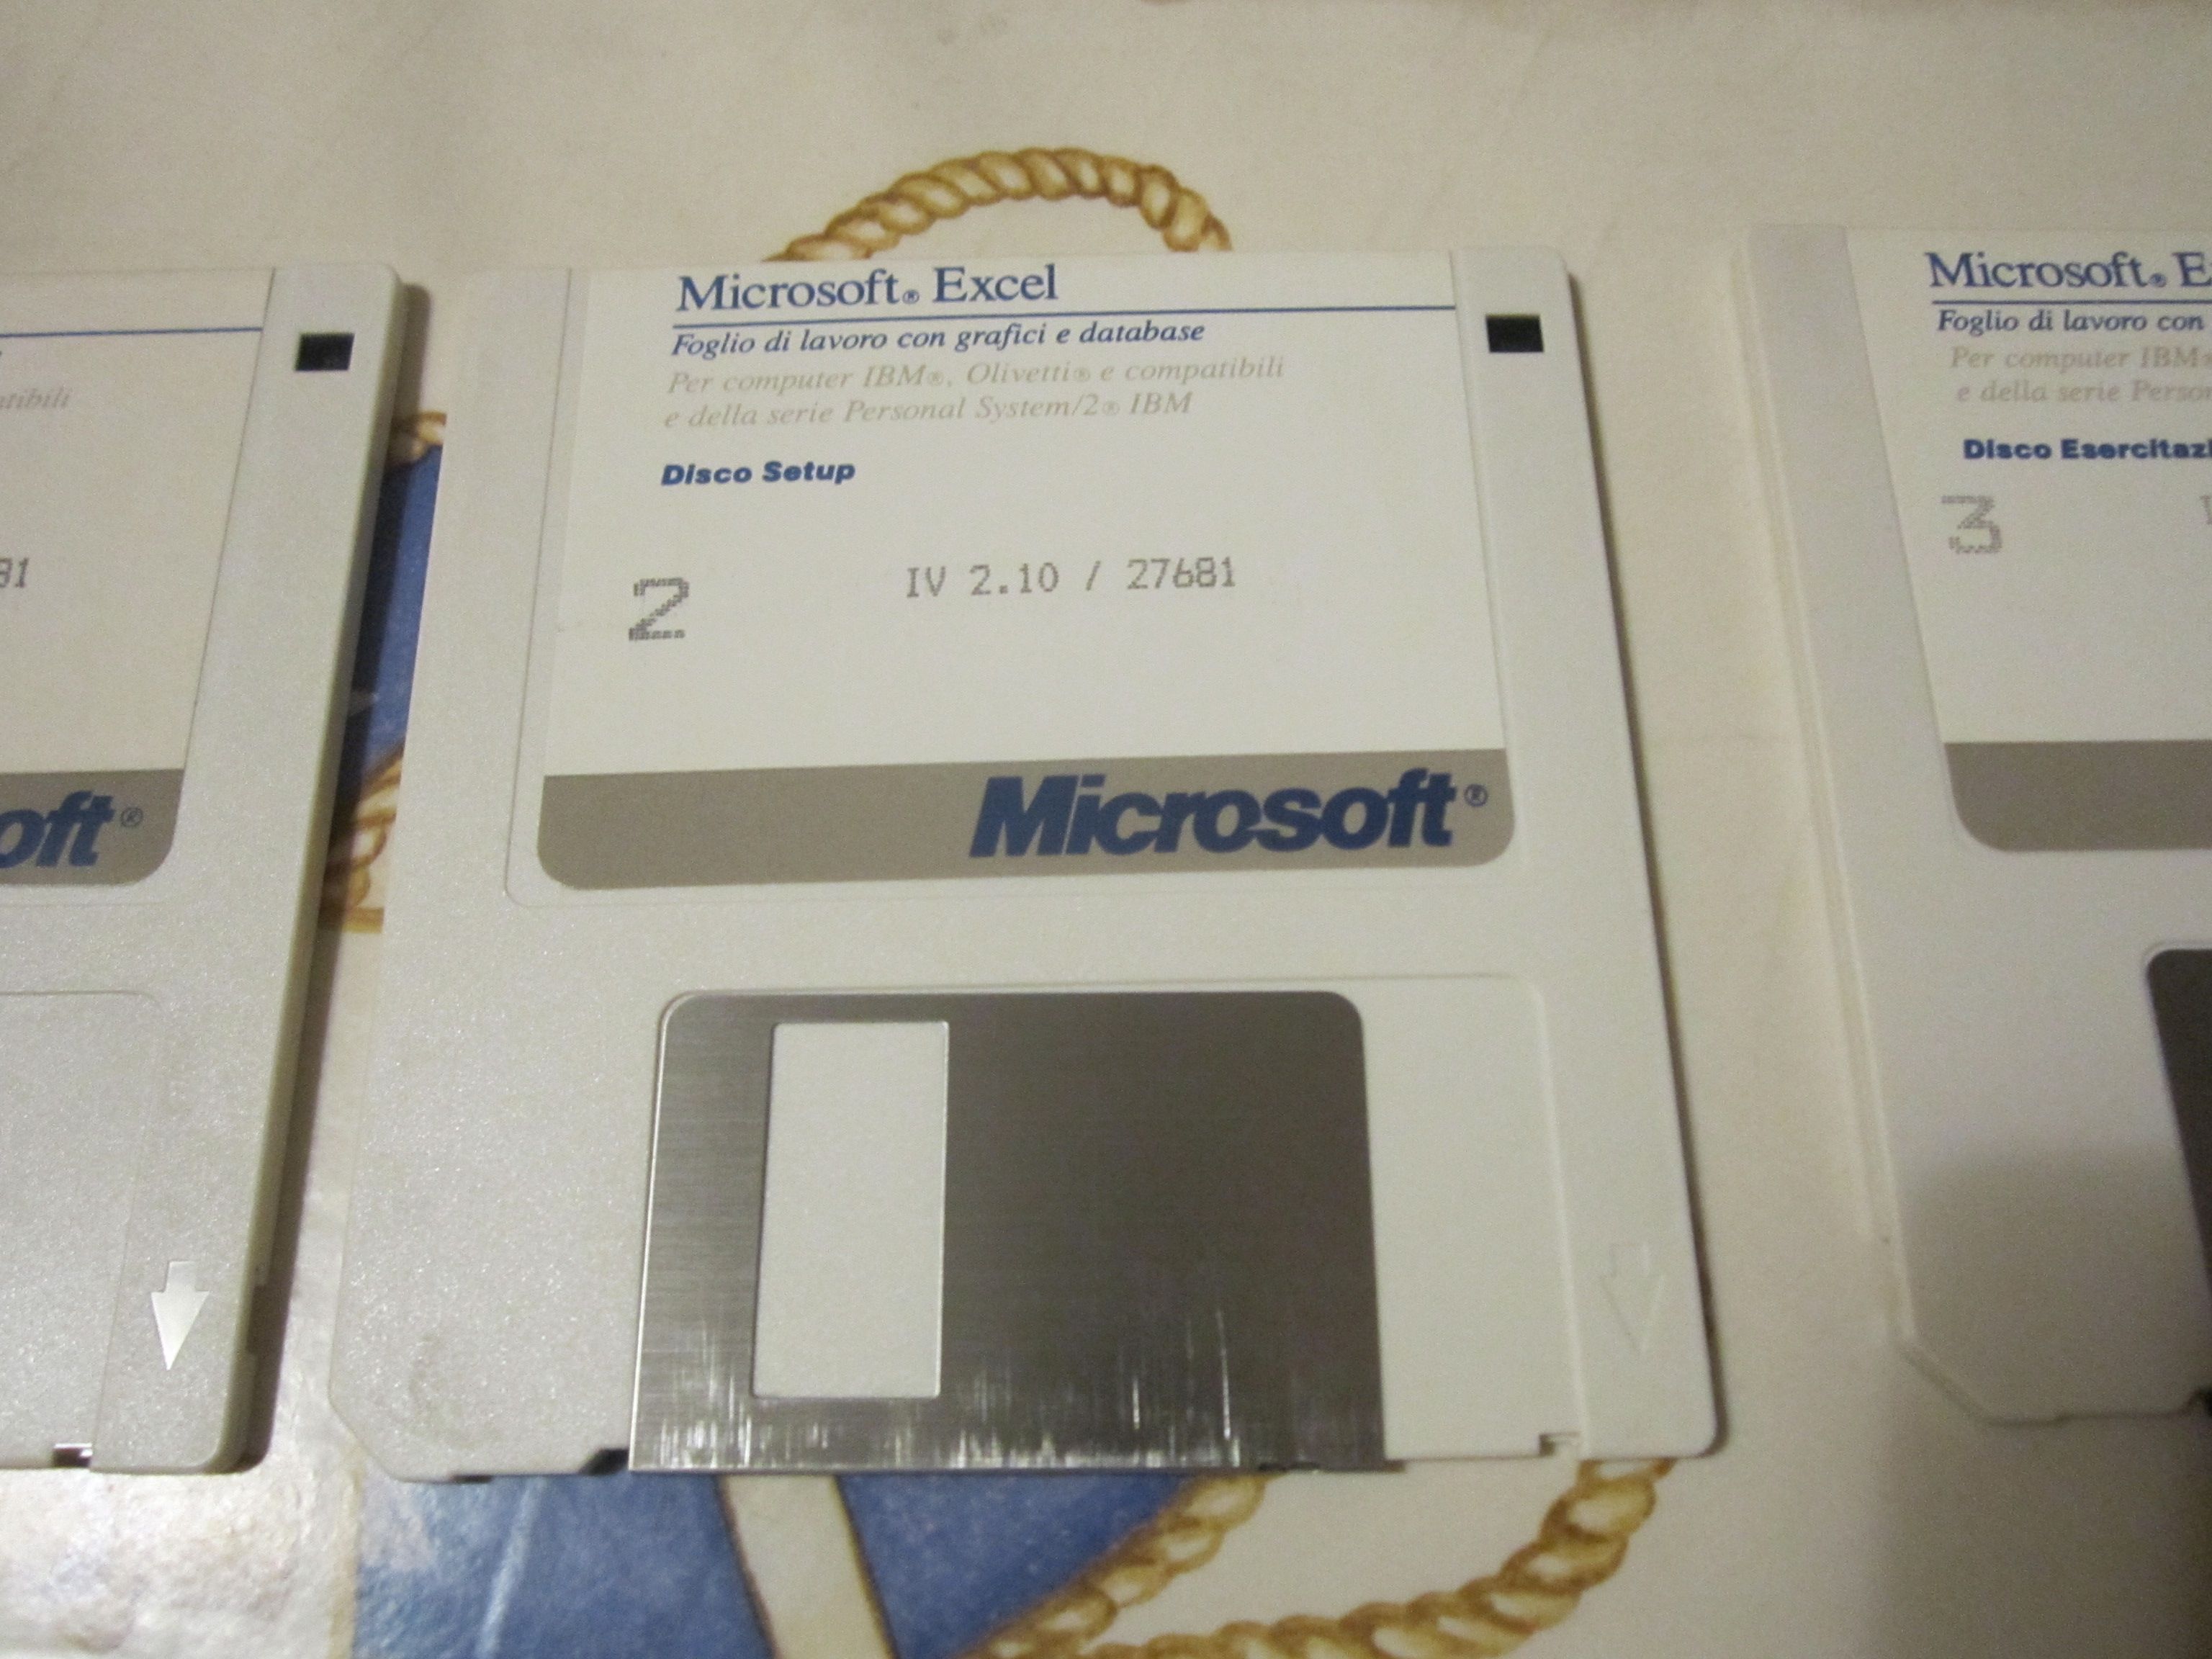 tibili
81
oft®
Microsoft® Excel
Foglio di lavoro con grafici e database
Per computer IBM®, Olivetti® e compatibili
e della serie Personal System/2® IBM
Disco Setup
2
IV 2.10 / 27681
Microsoft®
Microsoft® E
Foglio di lavoro con
Per computer IBM®
e della serie Person
Disco Esercitazi
3